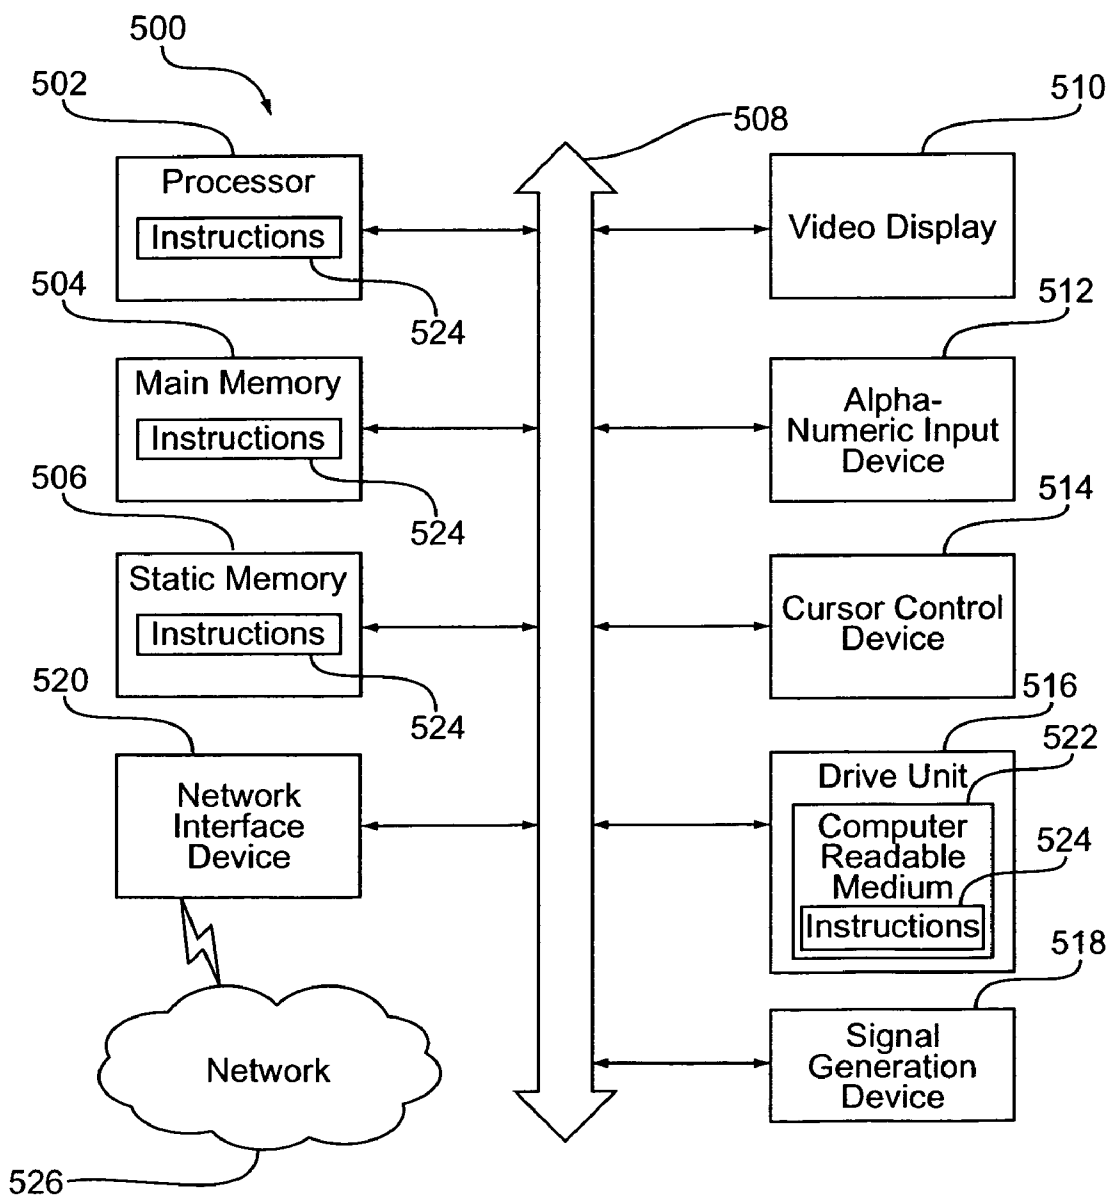 500
502
Processor
Instructions
524
504
Main Memory
Instructions
524
506
Static Memory
Instructions
524
520
Network
Interface
Device
Network
526
508
510
Video Display
512
Alpha-
Numeric Input
Device
514
Cursor Control
Device
516
522
Drive Unit
Computer
Readable
Medium
524
Instructions
518
Signal
Generation
Device